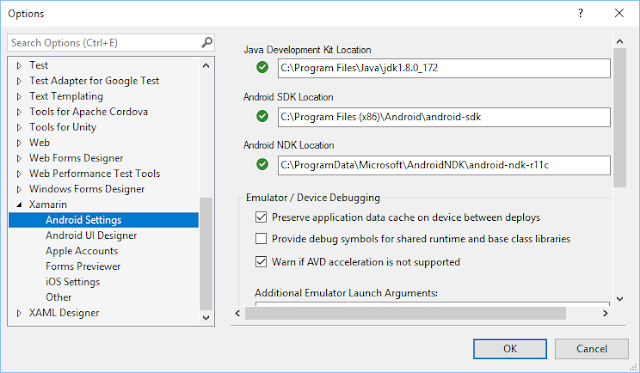 Options
?
Search Options (Ctrl+E)
Test
Test Adapter for Google Test
Text Templating
Tools for Apache Cordova
Tools for Unity
Web
Web Forms Designer
Web Performance Test Tools
Windows Forms Designer
Xamarin
Android Settings
Android UI Designer
Apple Accounts
Forms Previewer
iOS Settings
Other
XAML Designer
Java Development Kit Location
C:\Program Files\Java\jdk1.8.0_172
Android SDK Location
C:\Program Files (x86)\Android\android-sdk
Android NDK Location
C:\ProgramData\Microsoft\AndroidNDK\android-ndk-r11c
Emulator / Device Debugging
Preserve application data cache on device between deploys
Provide debug symbols for shared runtime and base class libraries
Warn if AVD acceleration is not supported
Additional Emulator Launch Arguments:
OK
Cancel